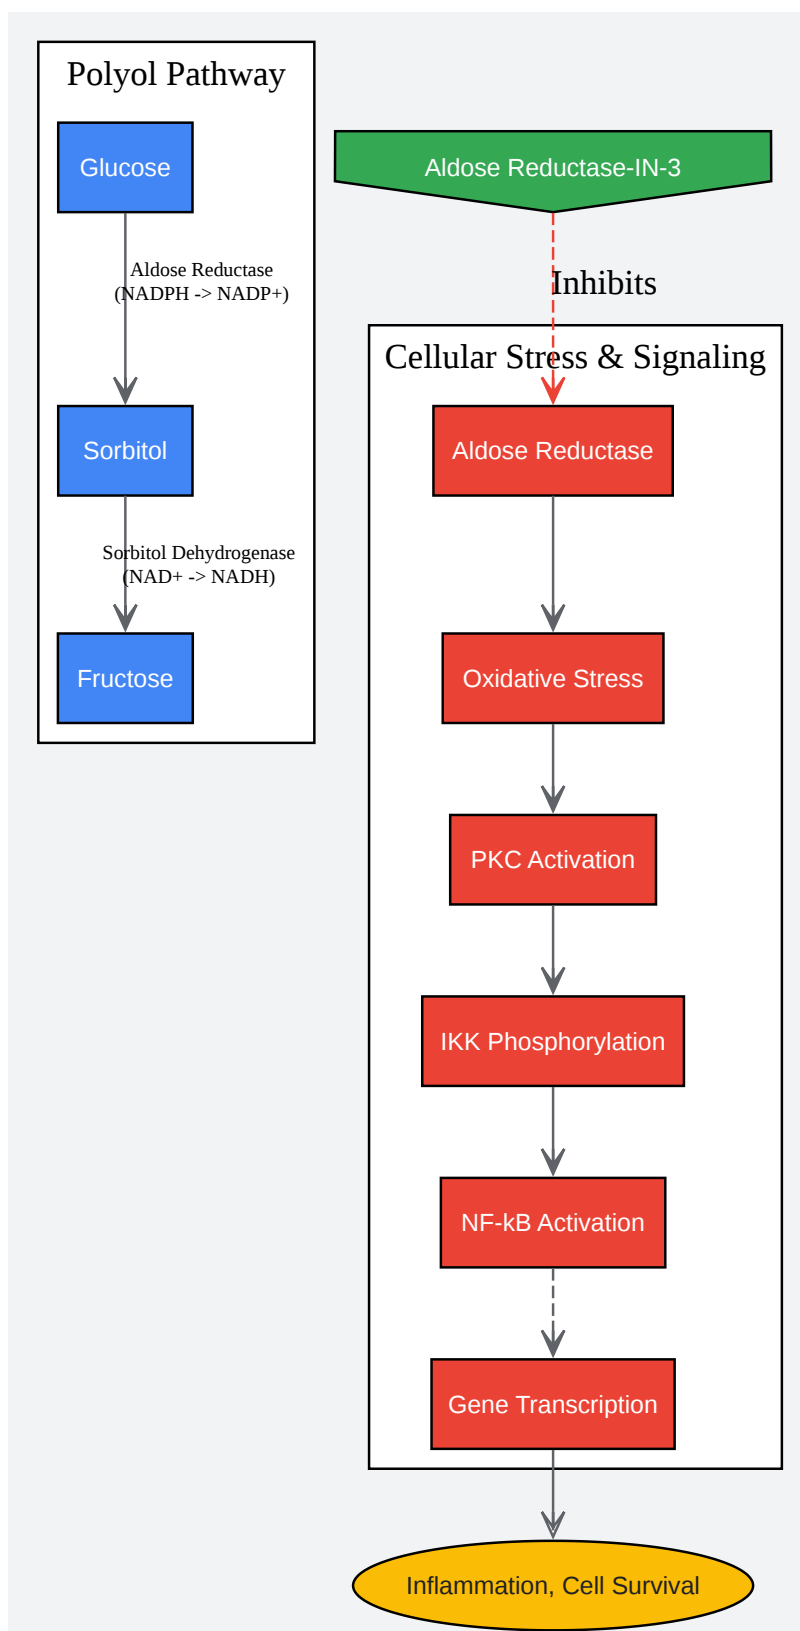 Polyol Pathway
Glucose
Aldose Reductase
(NADPH -> NADP+)
Sorbitol
Sorbitol Dehydrogenase
(NAD+ -> NADH)
Fructose
Aldose Reductase-IN-3
Inhibits
Cellular Stress & Signaling
Aldose Reductase
Oxidative Stress
PKC Activation
IKK Phosphorylation
NF-kB Activation
Gene Transcription
Inflammation, Cell Survival